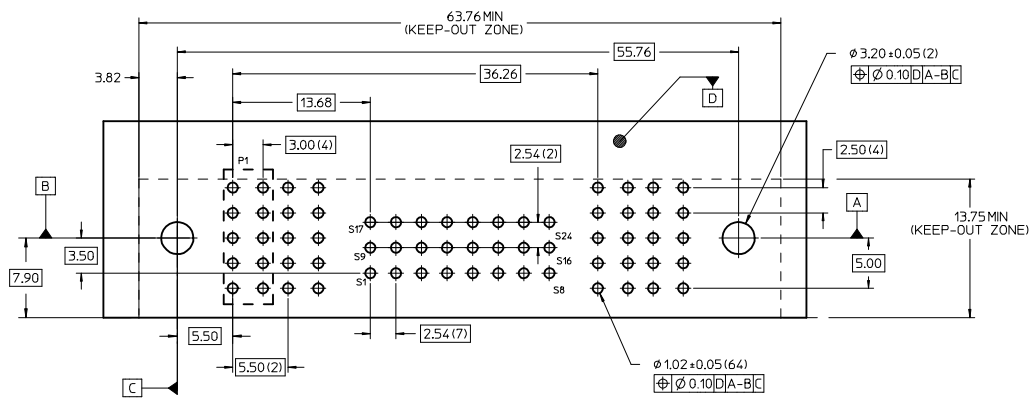 63.76 MIN
(KEEP-OUT ZONE)
55.76
3.82
36.26
⌀3.20±0.05(2)
⌖ ⌀0.10 D A-B C
13.68
D
3.00(4)
P1
2.54(2)
2.50(4)
B
A
13.75 MIN
(KEEP-OUT ZONE)
S17
S24
3.50
S9
S16
7.90
S1
S8
5.00
5.50
2.54(7)
5.50(2)
⌀1.02±0.05(64)
⌖ ⌀0.10 D A-B C
C